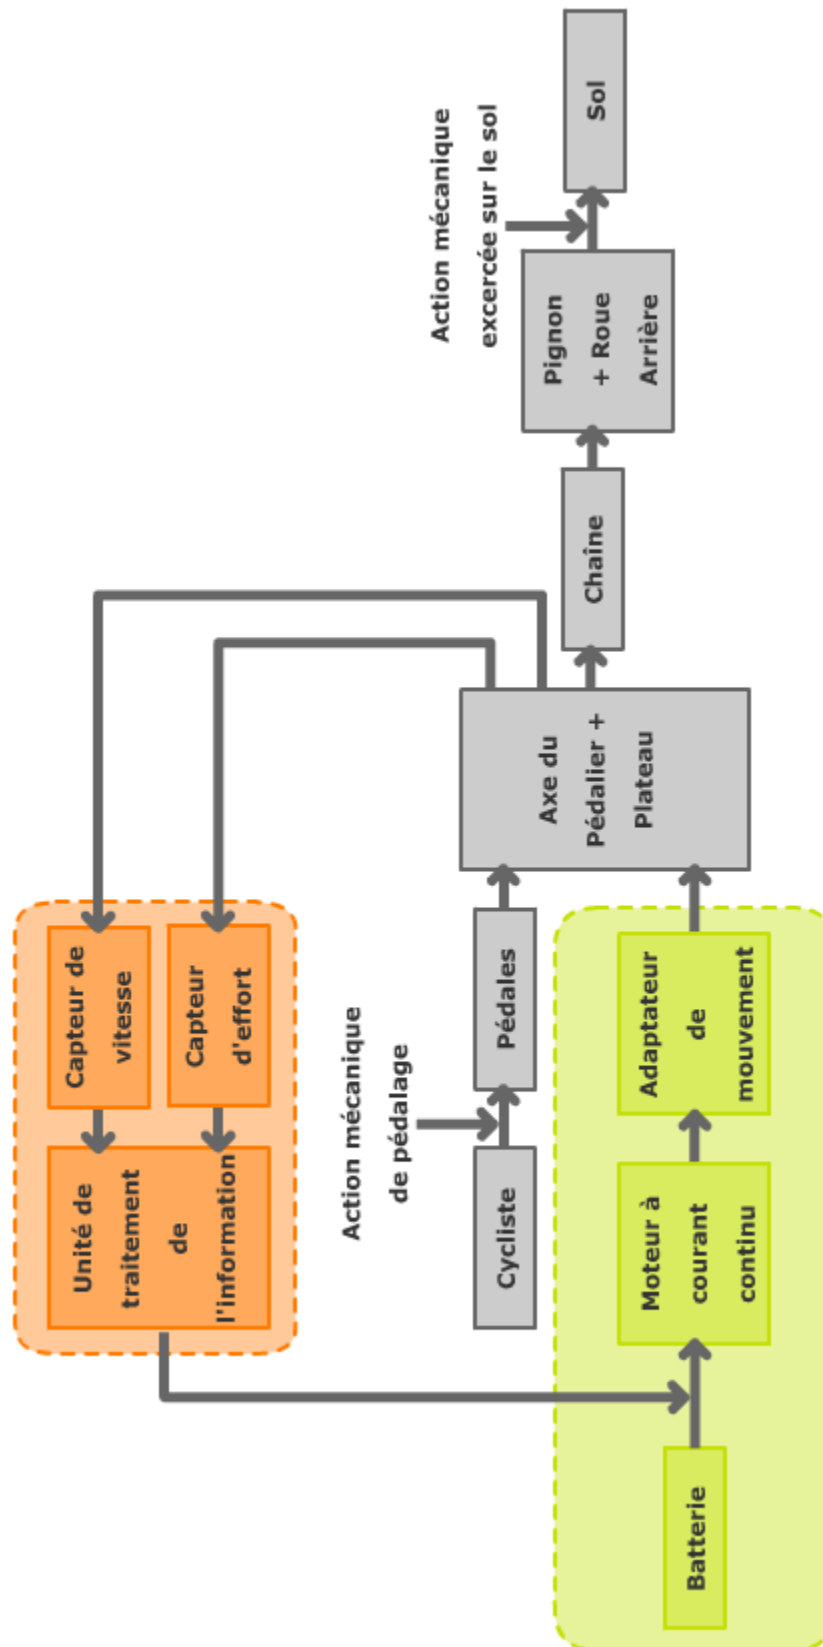 Capteur de
vitesse
Capteur
d'effort
Unité de
traitement
de
l'information
Action mécanique
de pédalage
Cycliste
Pédales
Axe du
Pédalier +
Plateau
Chaîne
Pignon
+ Roue
Arrière
Action mécanique
excercée sur le sol
Sol
Batterie
Moteur à
courant
continu
Adaptateur
de
mouvement